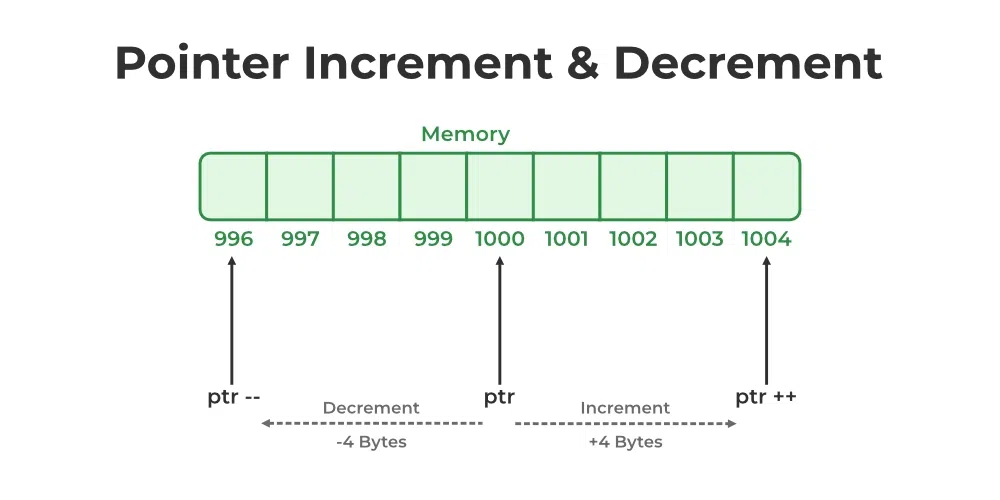 Pointer Increment & Decrement
Memory
996 997 998 999 1000 1001 1002 1003 1004
ptr -- ptr ptr ++
Decrement Increment
-4 Bytes +4 Bytes